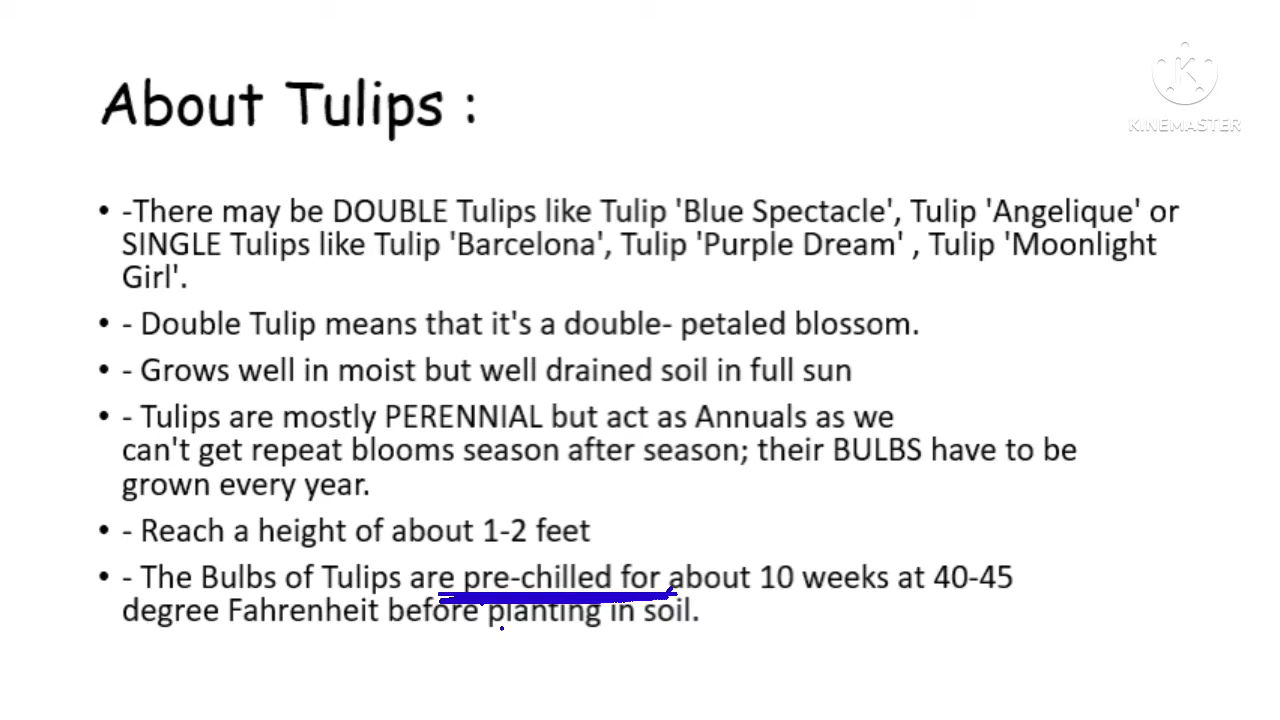 About Tulips :
KINEMASTER
• -There may be DOUBLE Tulips like Tulip 'Blue Spectacle', Tulip 'Angelique' or
SINGLE Tulips like Tulip 'Barcelona', Tulip 'Purple Dream' , Tulip 'Moonlight
Girl'.
• - Double Tulip means that it's a double- petaled blossom.
• - Grows well in moist but well drained soil in full sun
• - Tulips are mostly PERENNIAL but act as Annuals as we
can't get repeat blooms season after season; their BULBS have to be
grown every year.
• - Reach a height of about 1-2 feet
• - The Bulbs of Tulips are pre-chilled for about 10 weeks at 40-45
degree Fahrenheit before planting in soil.